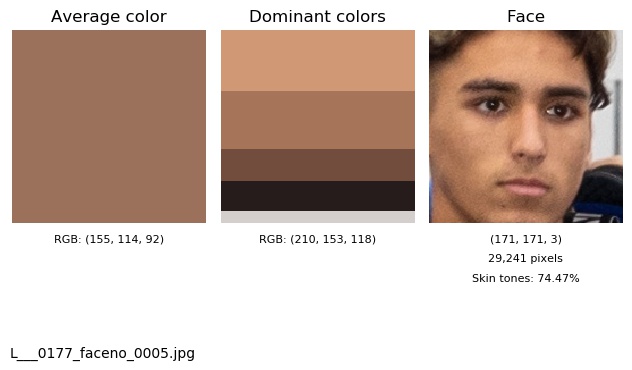 Average color
Dominant colors
Face
RGB: (155, 114, 92)
RGB: (210, 153, 118)
(171, 171, 3)
29,241 pixels
Skin tones: 74.47%
L___0177_faceno_0005.jpg